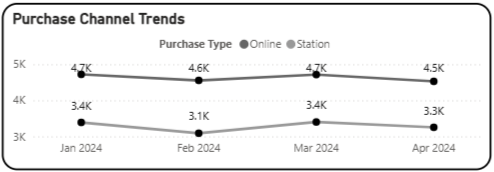 Purchase Channel Trends
Purchase Type Online Station
5K
4.7K 4.6K 4.7K 4.5K
4K
3.4K 3.1K 3.4K 3.3K
3K
Jan 2024 Feb 2024 Mar 2024 Apr 2024